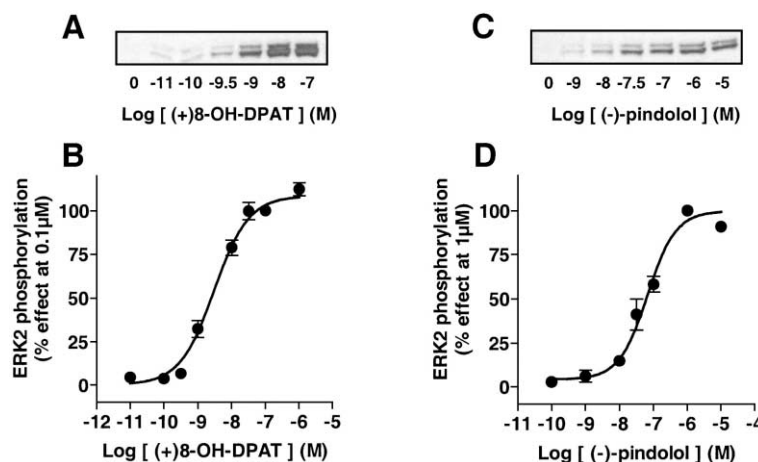 A
0 -11 -10 -9.5 -9 -8 -7
Log [ (+)8-OH-DPAT ] (M)
B
ERK2 phosphorylation
(% effect at 0.1µM)
100
75
50
25
0
-12 -11 -10 -9 -8 -7 -6 -5
Log [ (+)8-OH-DPAT ] (M)
C
0 -9 -8 -7.5 -7 -6 -5
Log [ (-)-pindolol ] (M)
D
ERK2 phosphorylation
(% effect at 1µM)
100
75
50
25
0
-11 -10 -9 -8 -7 -6 -5 -4
Log [ (-)-pindolol ] (M)